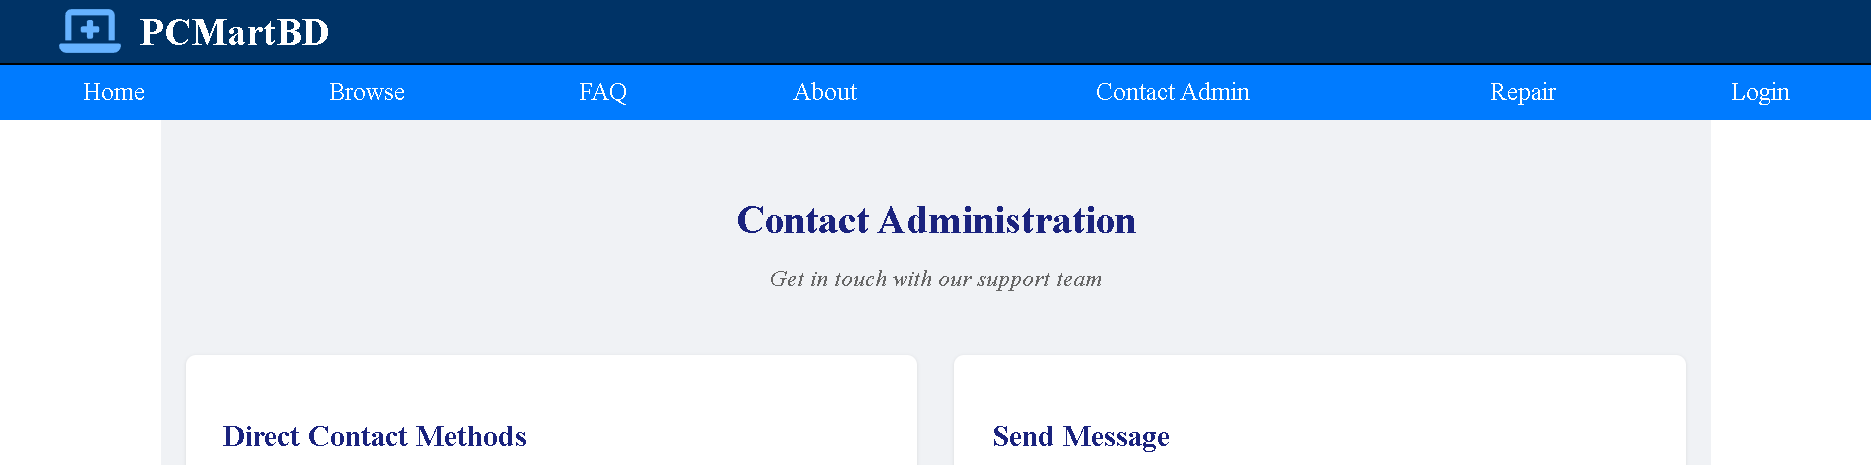 PCMartBD
Home Browse FAQ About Contact Admin Repair Login
Contact Administration
Get in touch with our support team
Direct Contact Methods
Send Message